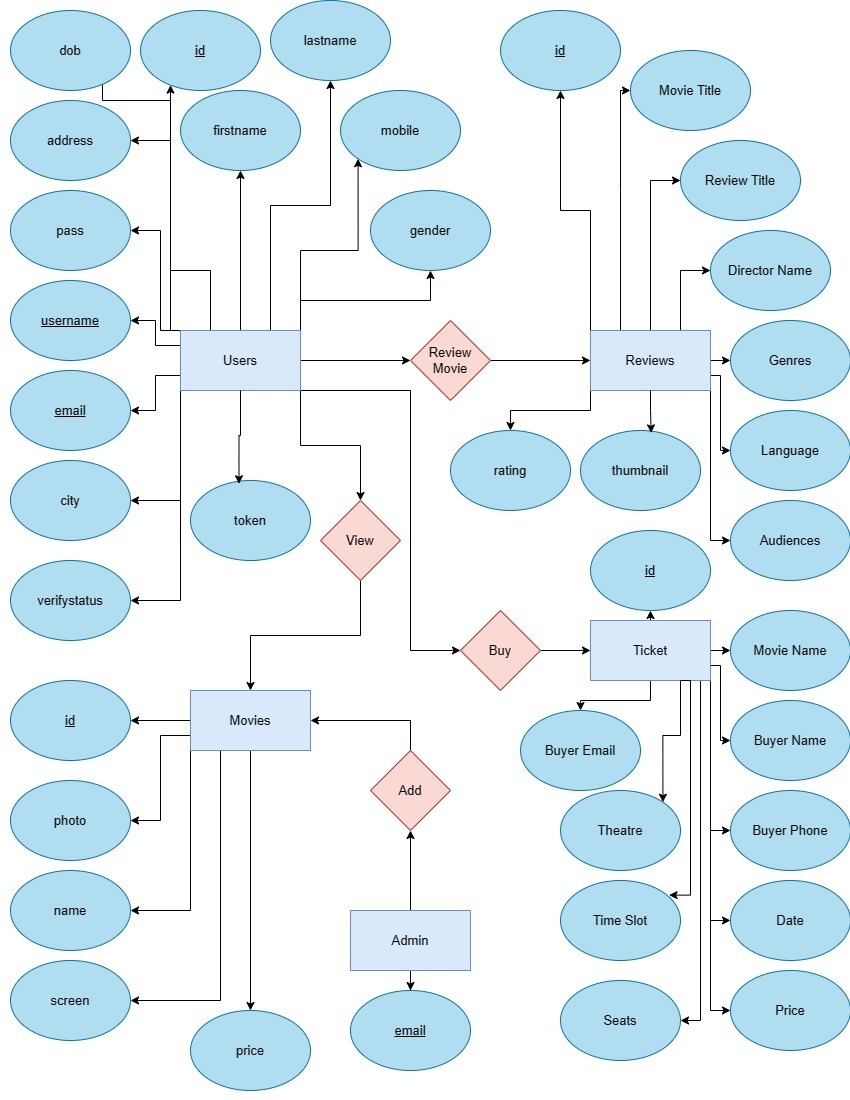 dob
id
lastname
id
Movie Title
address
firstname
mobile
Review Title
pass
gender
Director Name
username
Users
Review
Movie
Reviews
Genres
email
city
token
rating
thumbnail
Language
View
Audiences
verifystatus
id
Buy
Ticket
Movie Name
id
Movies
Buyer Email
Buyer Name
photo
Add
Theatre
Buyer Phone
name
Time Slot
Date
Admin
screen
email
Seats
Price
price